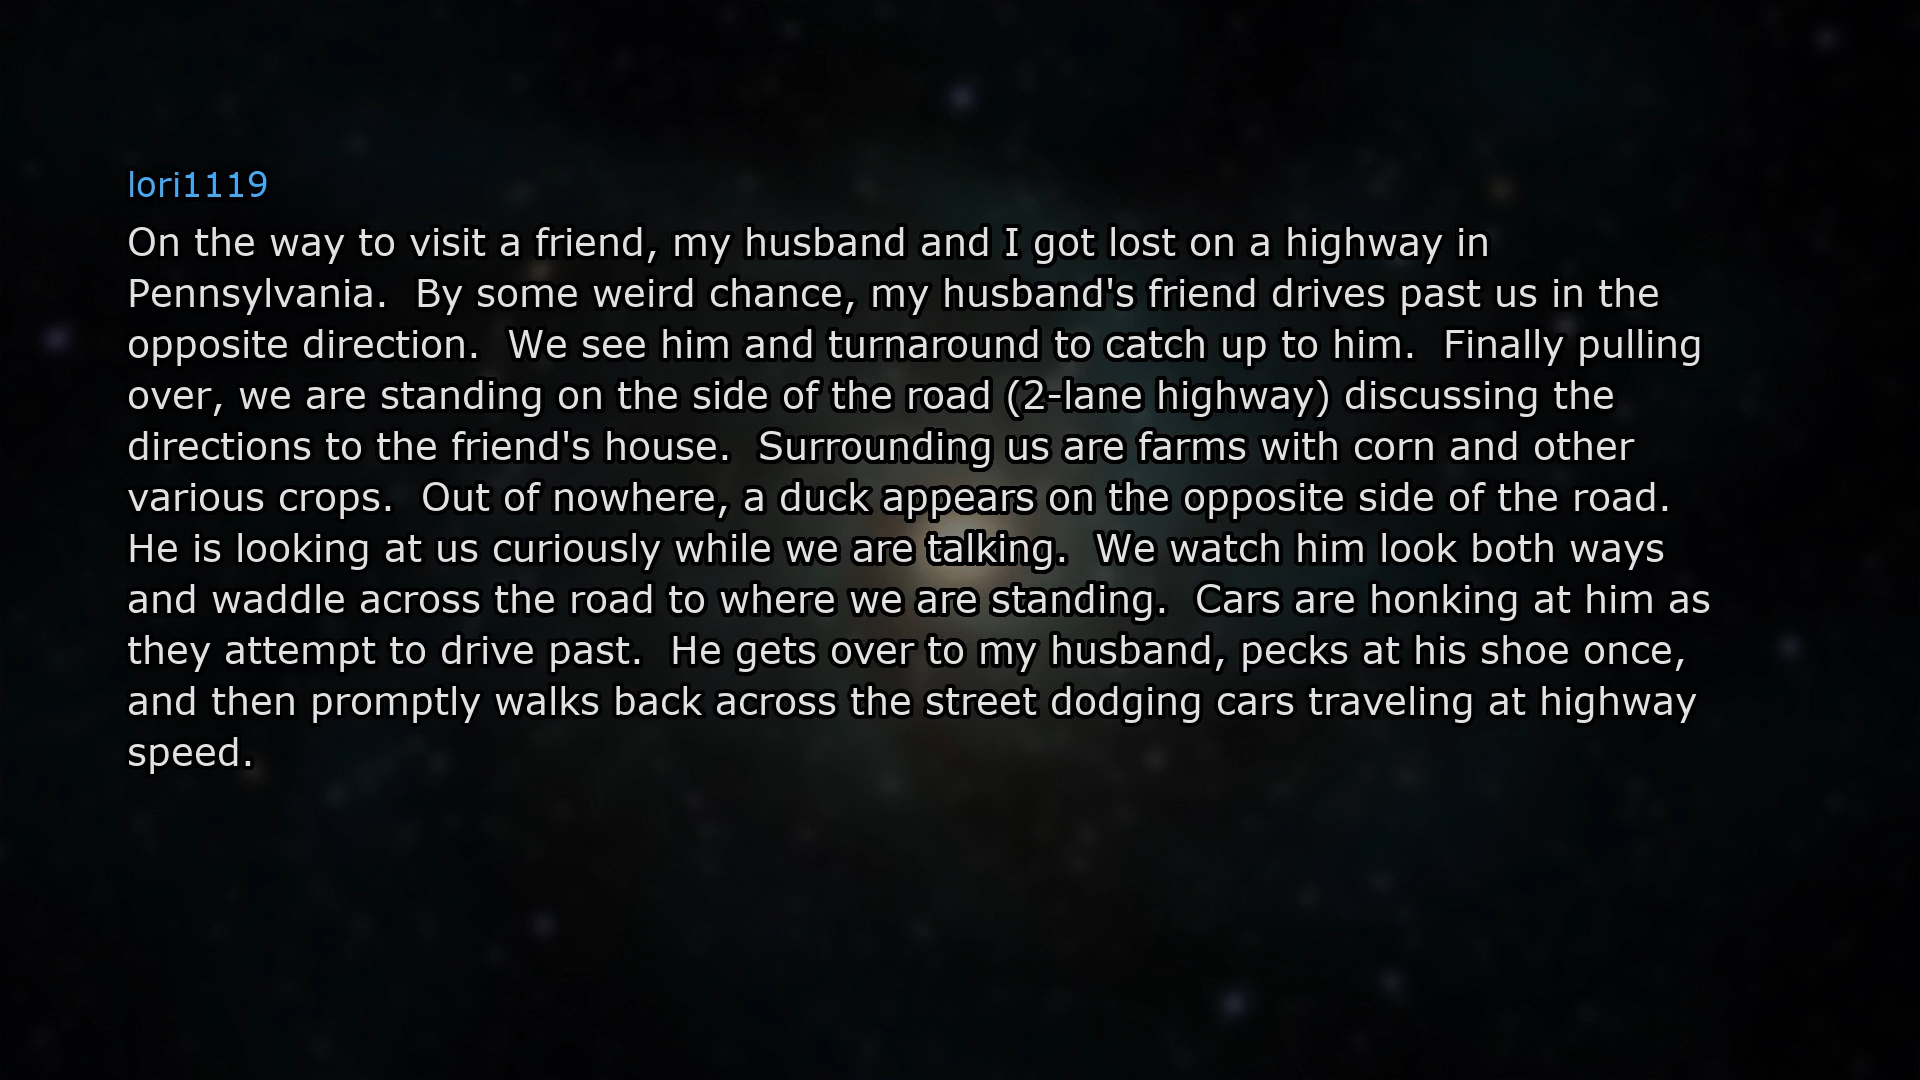 lori1119
On the way to visit a friend, my husband and I got lost on a highway in
Pennsylvania.  By some weird chance, my husband's friend drives past us in the
opposite direction.  We see him and turnaround to catch up to him.  Finally pulling
over, we are standing on the side of the road (2-lane highway) discussing the
directions to the friend's house.  Surrounding us are farms with corn and other
various crops.  Out of nowhere, a duck appears on the opposite side of the road.
He is looking at us curiously while we are talking.  We watch him look both ways
and waddle across the road to where we are standing.  Cars are honking at him as
they attempt to drive past.  He gets over to my husband, pecks at his shoe once,
and then promptly walks back across the street dodging cars traveling at highway
speed.